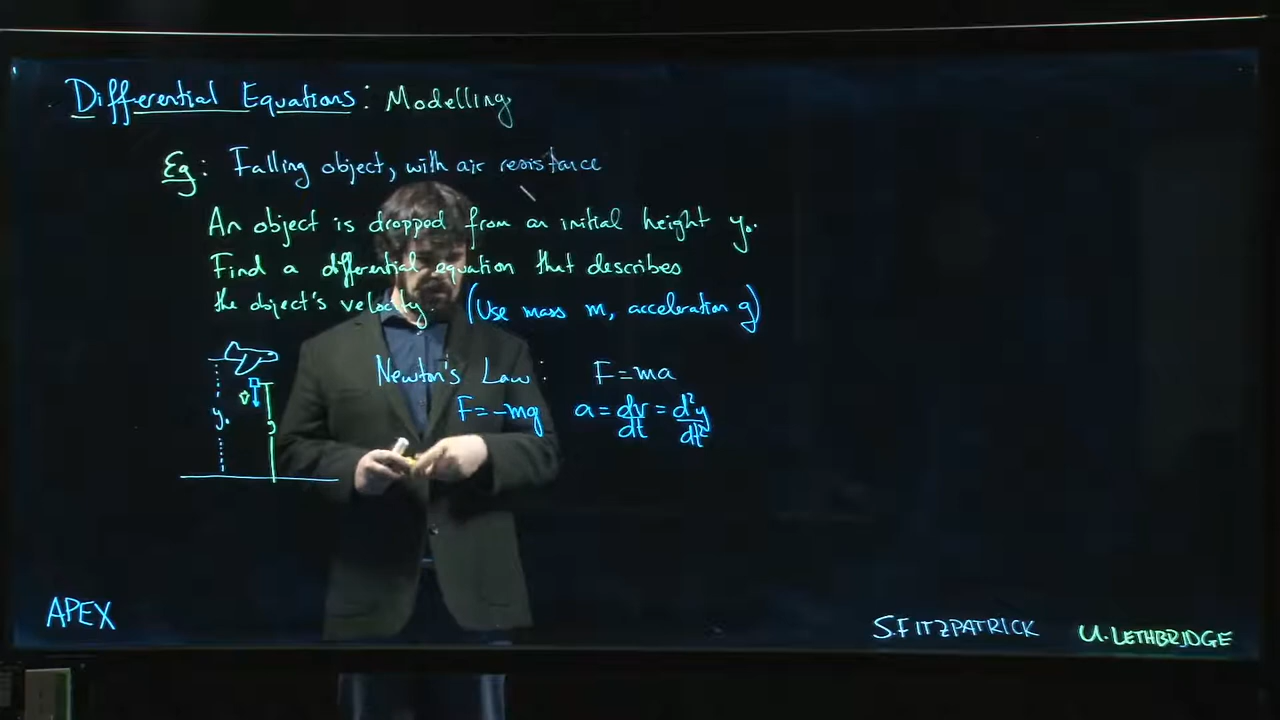 Differential Equations: Modelling
Eg: Falling object, with air resistance
An object is dropped from an initial height y₀.
Find a differential equation that describes
the object's velocity. (Use mass m, acceleration g)
Newton's Law: F=ma
F=-mg a=dv/dt=d²y/dt²
v
y₀
y
APEX
S.FITZPATRICK U.LETHBRIDGE